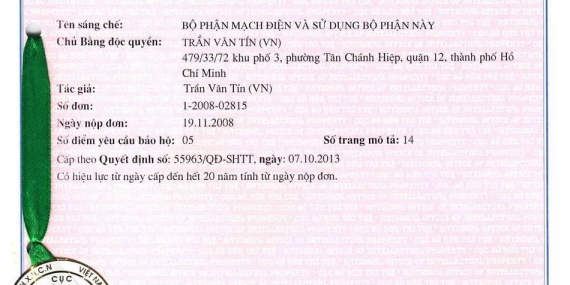 Tên sáng chế: BỘ PHẬN MẠCH ĐIỆN VÀ SỬ DỤNG BỘ PHẬN NÀY
Chủ Bằng độc quyền: TRẦN VĂN TÍN (VN)
479/33/72 khu phố 3, phường Tân Chánh Hiệp, quận 12, thành phố Hồ
Chí Minh
Tác giả: Trần Văn Tín (VN)
Số đơn: 1-2008-02815
Ngày nộp đơn: 19.11.2008
Số điểm yêu cầu bảo hộ: 05 Số trang mô tả: 14
Cấp theo Quyết định số: 55963/QĐ-SHTT, ngày: 07.10.2013
Có hiệu lực từ ngày cấp đến hết 20 năm tính từ ngày nộp đơn.
CỤC